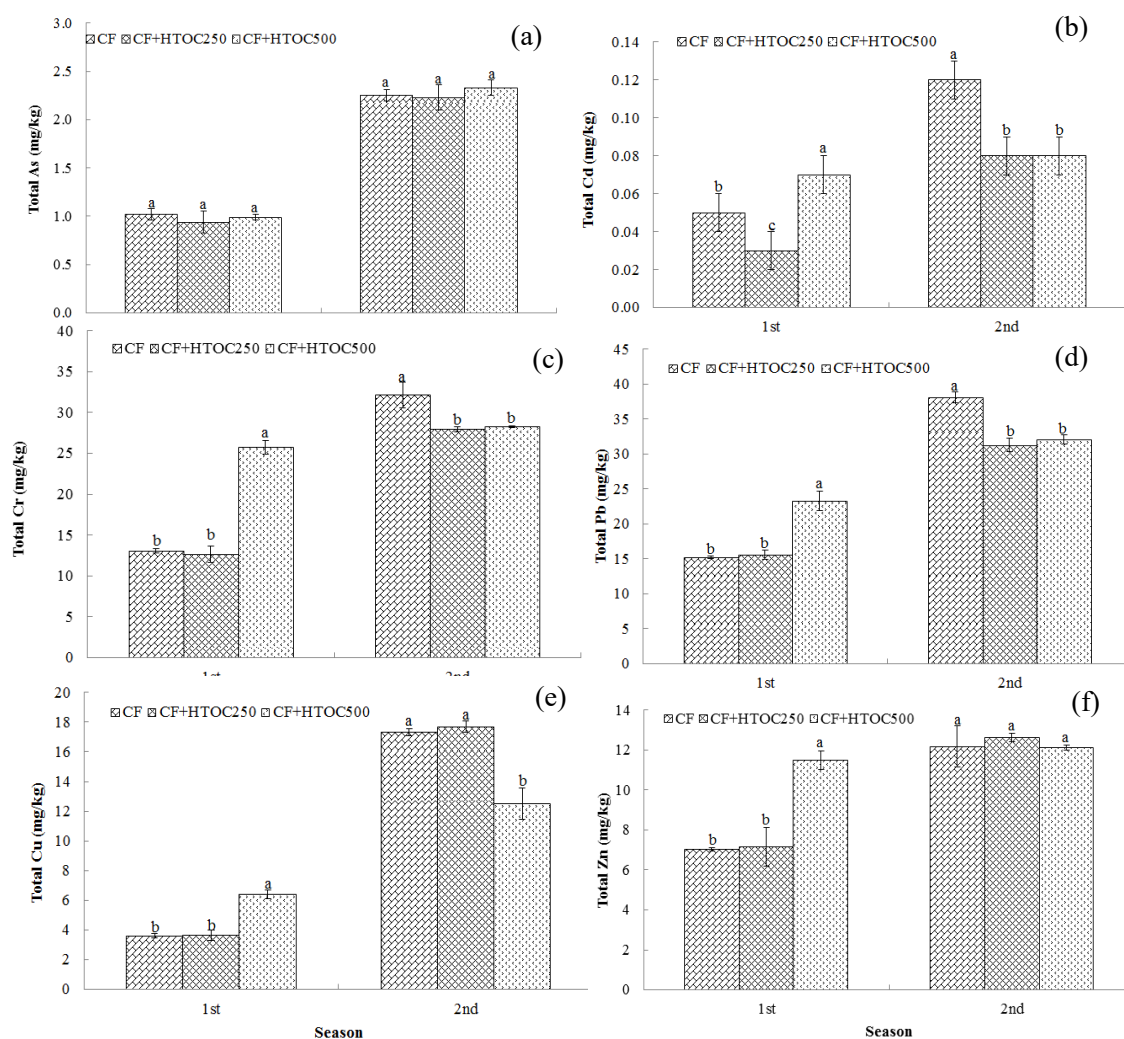 (a)
CF CF+HTOC250 CF+HTOC500
Total As (mg/kg)
3.0
2.5
2.0
1.5
1.0
0.5
0.0
a a a a a a
(b)
CF CF+HTOC250 CF+HTOC500
Total Cd (mg/kg)
0.14
0.12
0.10
0.08
0.06
0.04
0.02
0.00
b c a a b b
1st 2nd
(c)
CF CF+HTOC250 CF+HTOC500
Total Cr (mg/kg)
40
35
30
25
20
15
10
5
0
b b a a b b
1st 2nd
(d)
CF CF+HTOC250 CF+HTOC500
Total Pb (mg/kg)
45
40
35
30
25
20
15
10
5
0
b b a a b b
1st 2nd
(e)
CF CF+HTOC250 CF+HTOC500
Total Cu (mg/kg)
20
18
16
14
12
10
8
6
4
2
0
b b a a a b
1st 2nd
Season
(f)
CF CF+HTOC250 CF+HTOC500
Total Zn (mg/kg)
14
12
10
8
6
4
2
0
b b a a a a
1st 2nd
Season